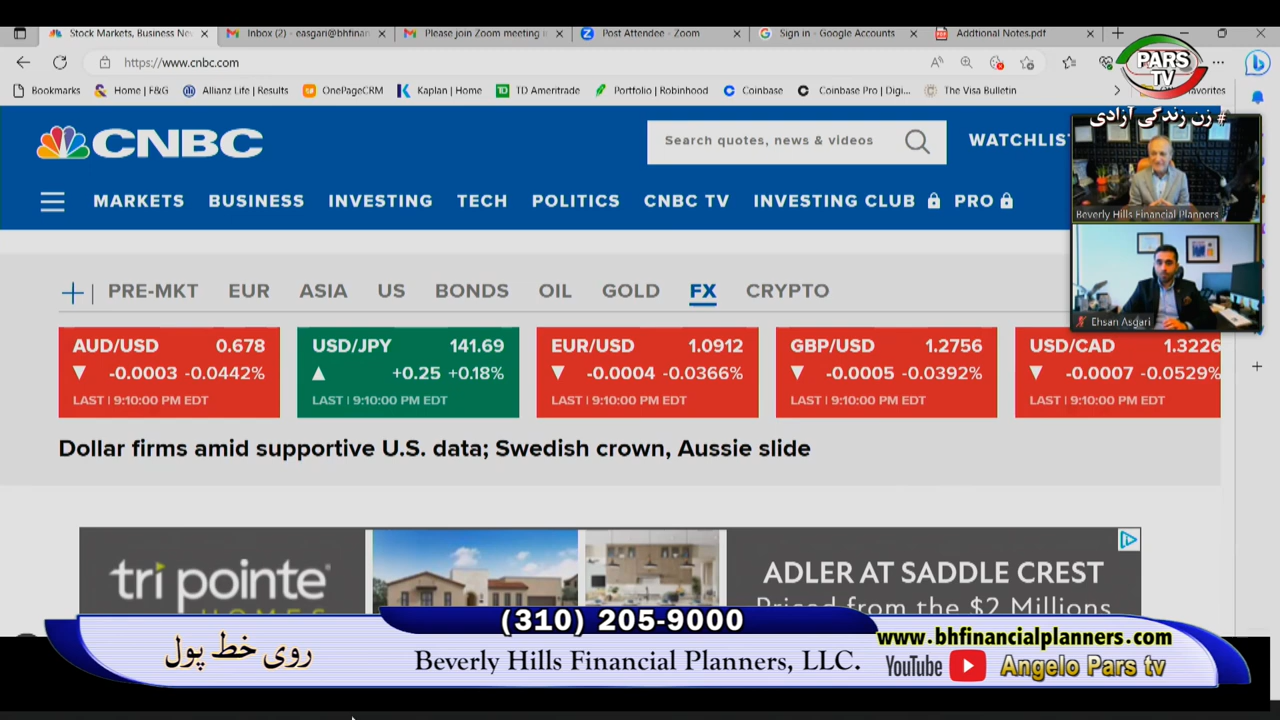 Stock Markets, Business Ne
Inbox (2) - easgari@bhfinan
Please join Zoom meeting i
Post Attendee - Zoom
Sign in - Google Accounts
Addtional Notes.pdf
https://www.cnbc.com
Bookmarks
Home | F&G
Allianz Life | Results
OnePageCRM
Kaplan | Home
TD Ameritrade
Portfolio | Robinhood
Coinbase
Coinbase Pro | Digi...
The Visa Bulletin
avorites
PARS
TV
# زن زندگی آزادی
CNBC
Search quotes, news & videos
WATCHLIST
MARKETS BUSINESS INVESTING TECH POLITICS CNBC TV INVESTING CLUB PRO
Beverly Hills Financial Planners
Ehsan Asgari
PRE-MKT EUR ASIA US BONDS OIL GOLD FX CRYPTO
AUD/USD 0.678
-0.0003 -0.0442%
LAST | 9:10:00 PM EDT
USD/JPY 141.69
+0.25 +0.18%
LAST | 9:10:00 PM EDT
EUR/USD 1.0912
-0.0004 -0.0366%
LAST | 9:10:00 PM EDT
GBP/USD 1.2756
-0.0005 -0.0392%
LAST | 9:10:00 PM EDT
USD/CAD 1.3226
-0.0007 -0.0529%
LAST | 9:10:00 PM EDT
Dollar firms amid supportive U.S. data; Swedish crown, Aussie slide
tri pointe
HOMES
ADLER AT SADDLE CREST
Priced from the $2 Millions
(310) 205-9000
روی خط پول
Beverly Hills Financial Planners, LLC.
www.bhfinancialplanners.com
YouTube Angelo Pars tv